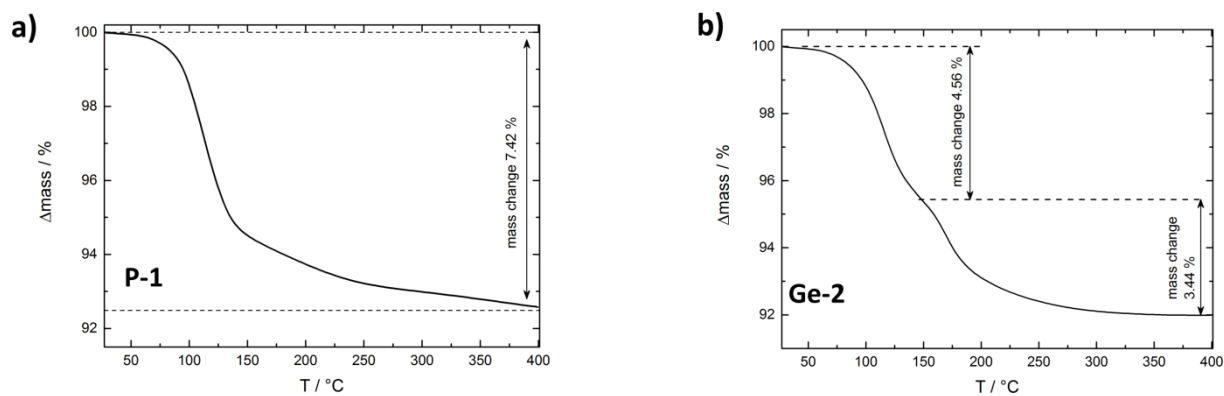 a)
100
98
96
94
92
Δmass / %
mass change 7.42 %
P-1
50 100 150 200 250 300 350 400
T / °C
b)
100
98
96
94
92
Δmass / %
mass change 4.56 %
mass change
3.44 %
Ge-2
50 100 150 200 250 300 350 400
T / °C